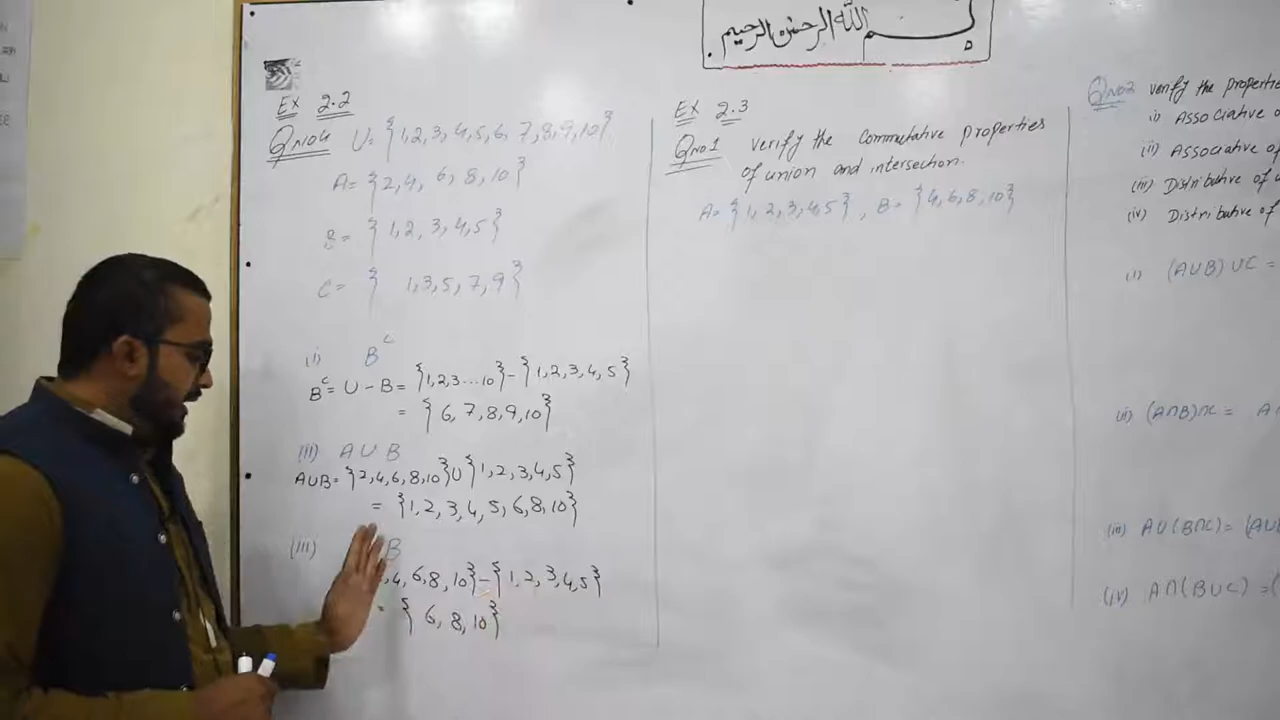 بسم الله الرحمن الرحيم
EX 2.2
Qno4 U= {1,2,3,4,5,6,7,8,9,10}
A= {2,4, 6, 8, 10}
B= {1,2,3,4,5}
C= { 1,3,5,7,9}
(i) Bᶜ
Bᶜ= U - B= {1,2,3...10} - {1,2,3,4,5}
= {6,7,8,9,10}
(ii) A ∪ B
A∪B= {2,4,6,8,10} ∪ {1,2,3,4,5}
= {1,2,3,4,5,6,8,10}
(iii) B
,4,6,8,10} - {1,2,3,4,5}
= {6,8,10}
EX 2.3
Qno1 verify the commutative properties
of union and intersection.
A= {1,2,3,4,5} , B= {4,6,8,10}
Qno2 verify the propertie
i) Associative o
(ii) Associative of
(iii) Distributive of u
(iv) Distributive of
(i) (A∪B) ∪C =
ii) (A∩B)∩C = A
(iii) A∪(B∩C)= (AU
(iv) A∩(B∪C) =(